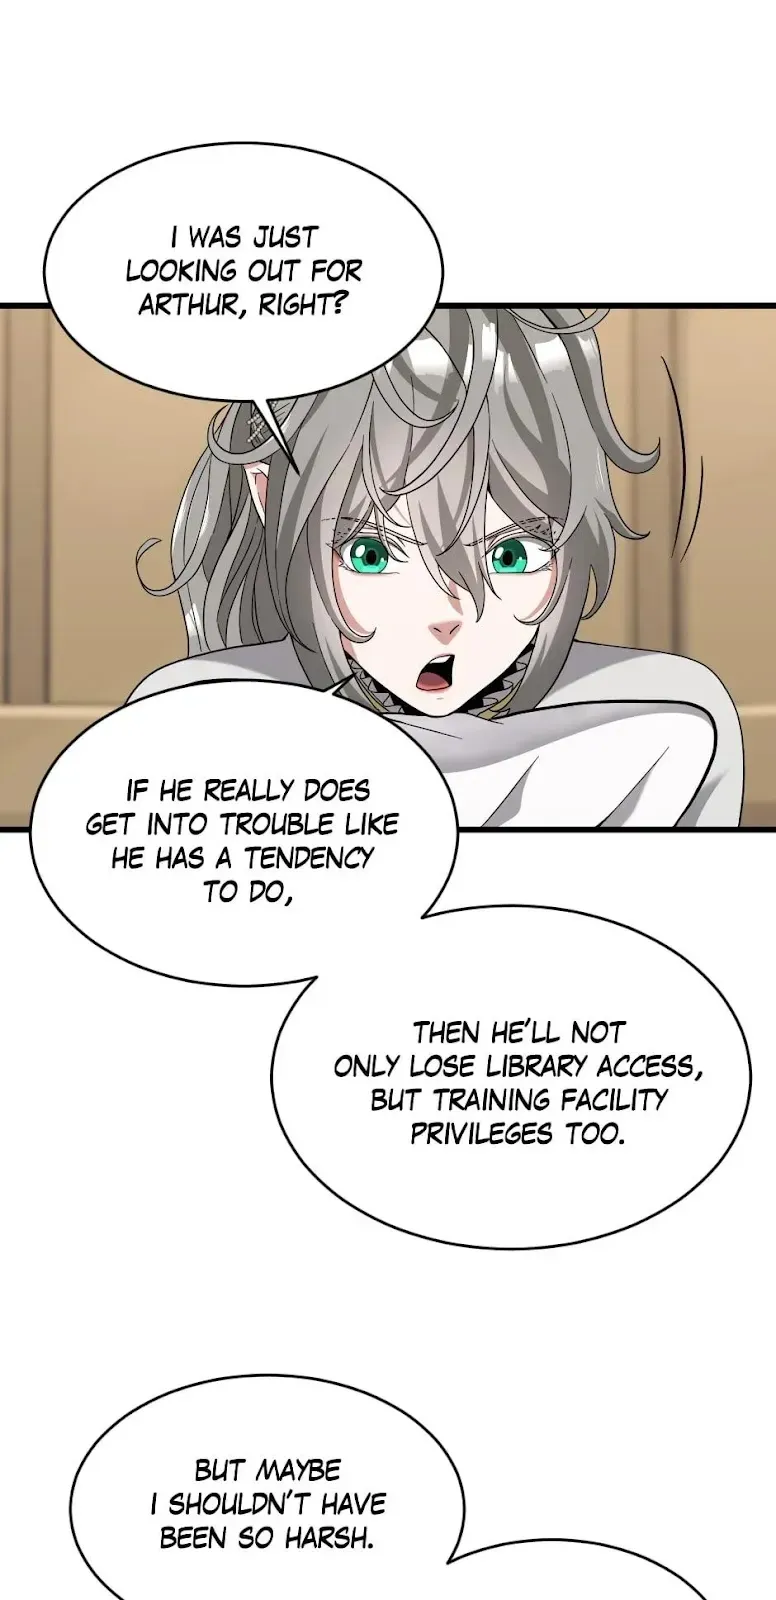 I WAS JUST
LOOKING OUT FOR
ARTHUR, RIGHT?
IF HE REALLY DOES
GET INTO TROUBLE LIKE
HE HAS A TENDENCY
TO DO,
THEN HE'LL NOT
ONLY LOSE LIBRARY ACCESS,
BUT TRAINING FACILITY
PRIVILEGES TOO.
BUT MAYBE
I SHOULDN'T HAVE
BEEN SO HARSH.